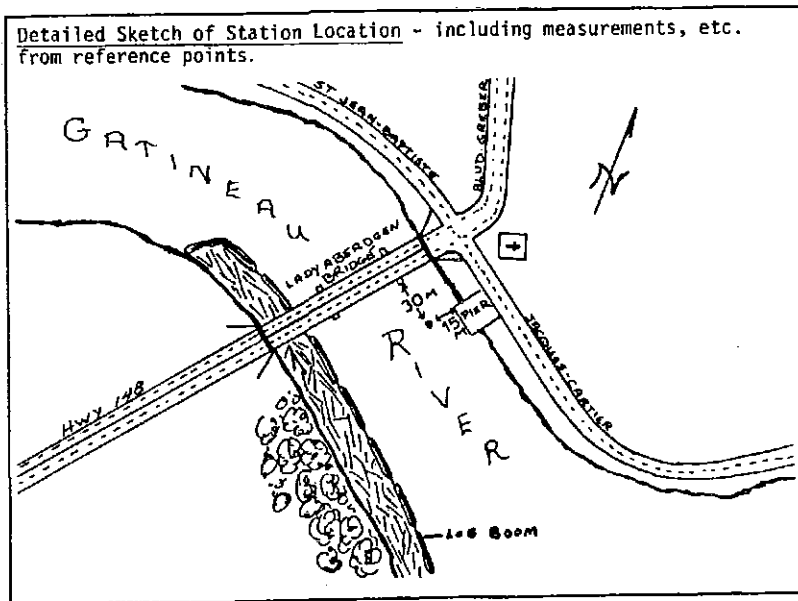 Detailed Sketch of Station Location - including measurements, etc.
from reference points.
GATINEAU
RIVER
ST JEAN-BAPTISTE
BLVD. GREBER
N
LADY ABERDEEN
BRIDGE
30M
15
M
PIER
JACQUES-CARTIER
HWY 148
LOG BOOM